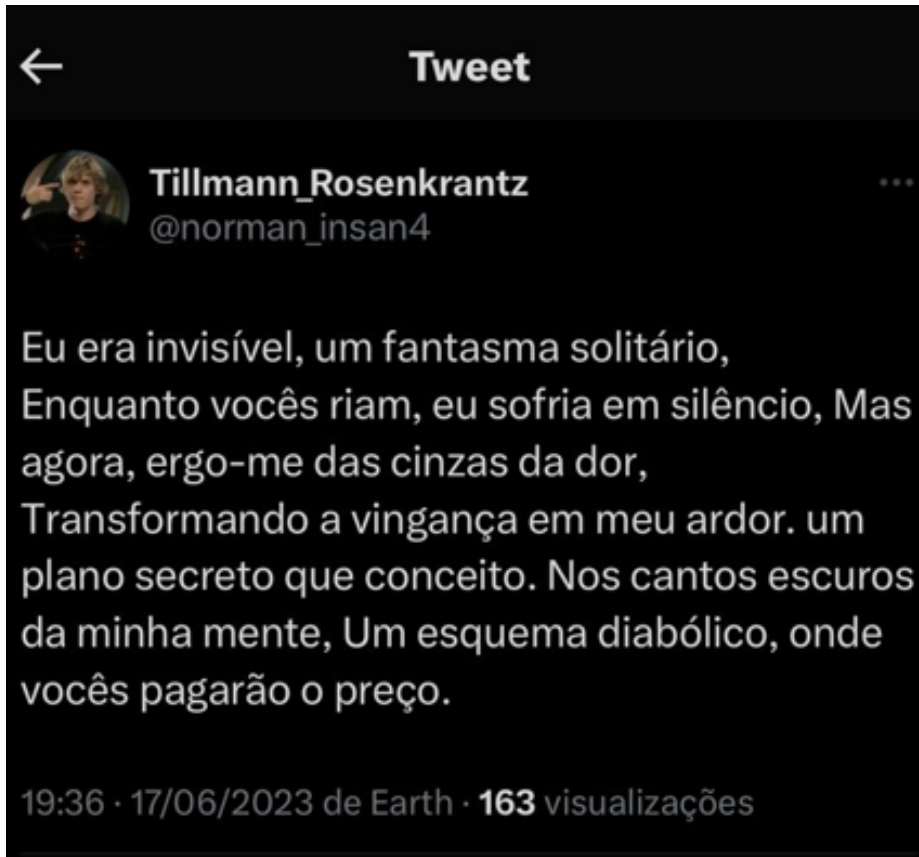 Tweet
Tillmann_Rosenkrantz
@norman_insan4
Eu era invisível, um fantasma solitário,
Enquanto vocês riam, eu sofria em silêncio, Mas
agora, ergo-me das cinzas da dor,
Transformando a vingança em meu ardor. um
plano secreto que conceito. Nos cantos escuros
da minha mente, Um esquema diabólico, onde
vocês pagarão o preço.
19:36 · 17/06/2023 de Earth · 163 visualizações